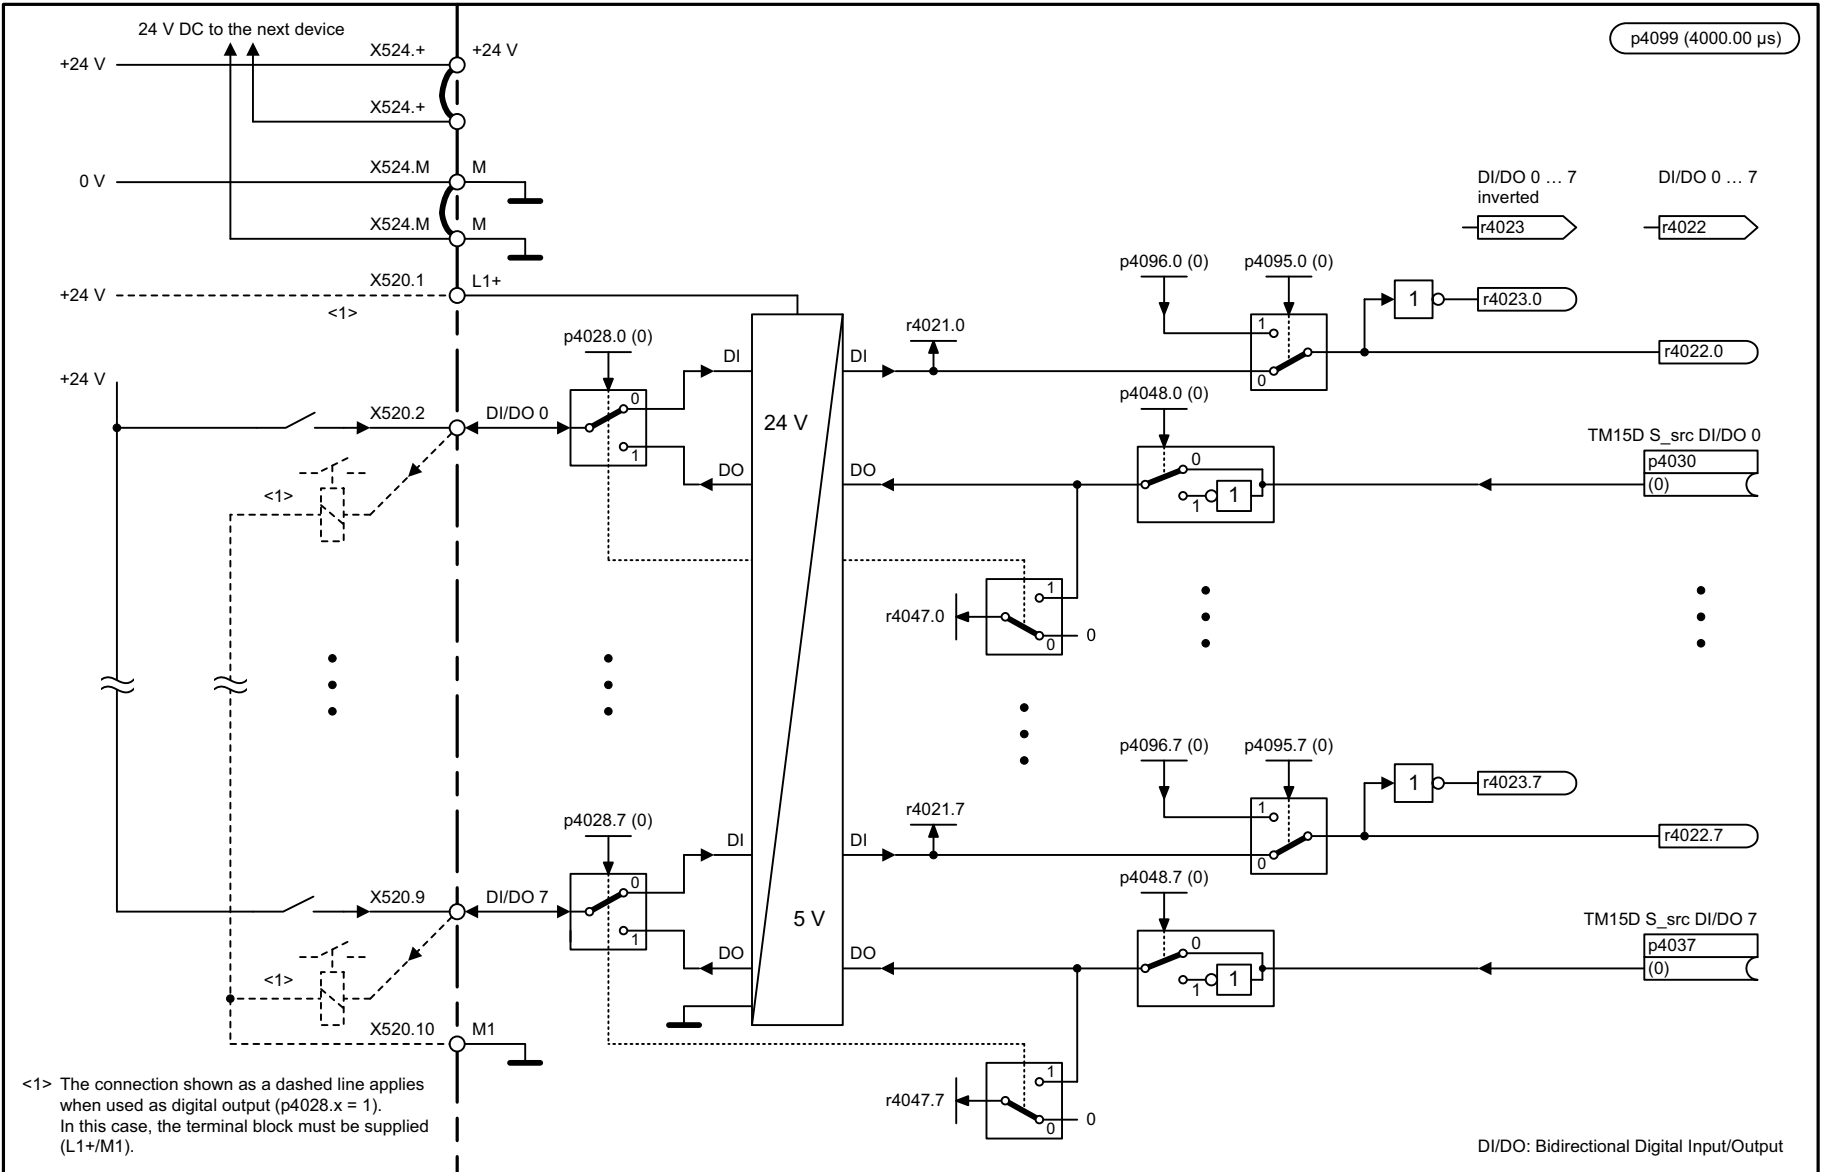 24 V DC to the next device
p4099 (4000.00 µs)
X524.+
+24 V
+24 V
X524.+
X524.M
M
0 V
X524.M
M
DI/DO 0 … 7
inverted
r4023
DI/DO 0 … 7
r4022
X520.1
L1+
+24 V
<1>
p4096.0 (0)
p4095.0 (0)
1
0
1
r4023.0
r4022.0
r4021.0
p4028.0 (0)
DI
DI
+24 V
X520.2
DI/DO 0
0
1
24 V
DO
DO
p4048.0 (0)
0
1
1
TM15D S_src DI/DO 0
p4030
(0)
<1>
r4047.0
1
0
0
p4096.7 (0)
p4095.7 (0)
1
0
1
r4023.7
r4022.7
r4021.7
p4028.7 (0)
DI
DI
X520.9
DI/DO 7
0
1
5 V
DO
DO
p4048.7 (0)
0
1
1
TM15D S_src DI/DO 7
p4037
(0)
<1>
X520.10
M1
r4047.7
1
0
0
<1> The connection shown as a dashed line applies
when used as digital output (p4028.x = 1).
In this case, the terminal block must be supplied
(L1+/M1).
DI/DO: Bidirectional Digital Input/Output